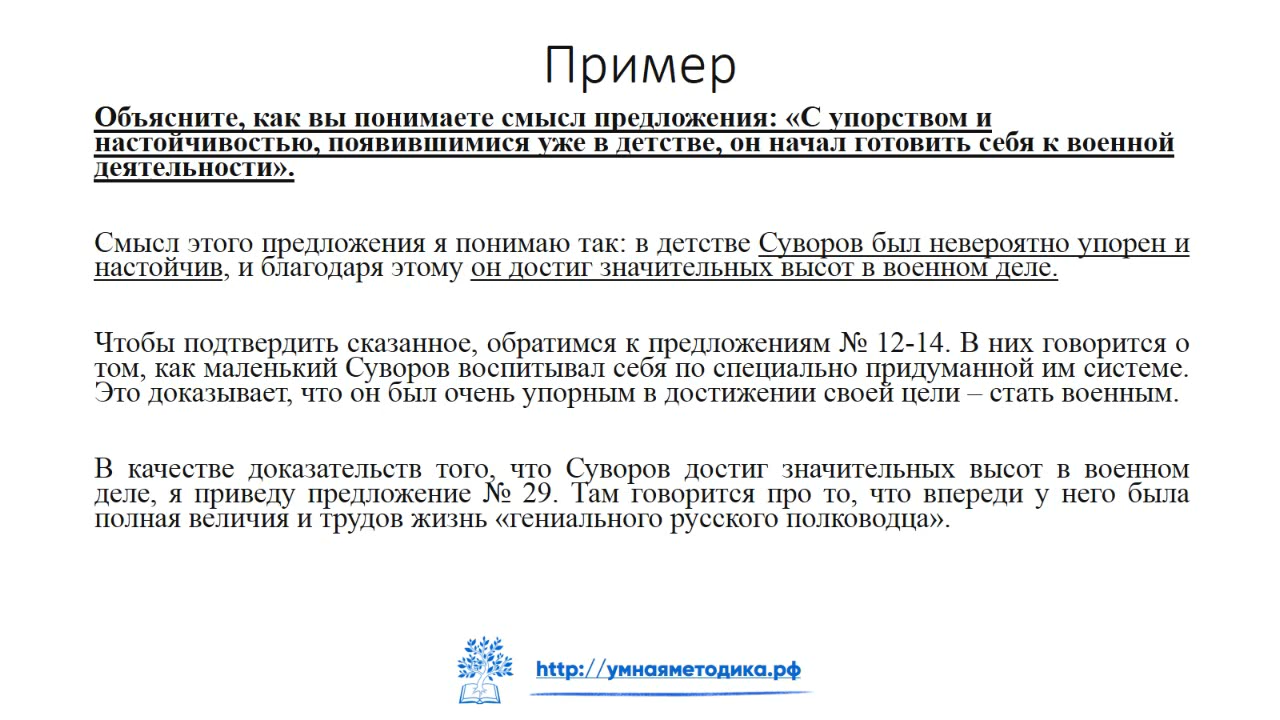 Пример
Объясните, как вы понимаете смысл предложения: «С упорством и
настойчивостью, появившимися уже в детстве, он начал готовить себя к военной
деятельности».
Смысл этого предложения я понимаю так: в детстве Суворов был невероятно упорен и
настойчив, и благодаря этому он достиг значительных высот в военном деле.
Чтобы подтвердить сказанное, обратимся к предложениям № 12-14. В них говорится о
том, как маленький Суворов воспитывал себя по специально придуманной им системе.
Это доказывает, что он был очень упорным в достижении своей цели – стать военным.
В качестве доказательств того, что Суворов достиг значительных высот в военном
деле, я приведу предложение № 29. Там говорится про то, что впереди у него была
полная величия и трудов жизнь «гениального русского полководца».
http://умнаяметодика.рф